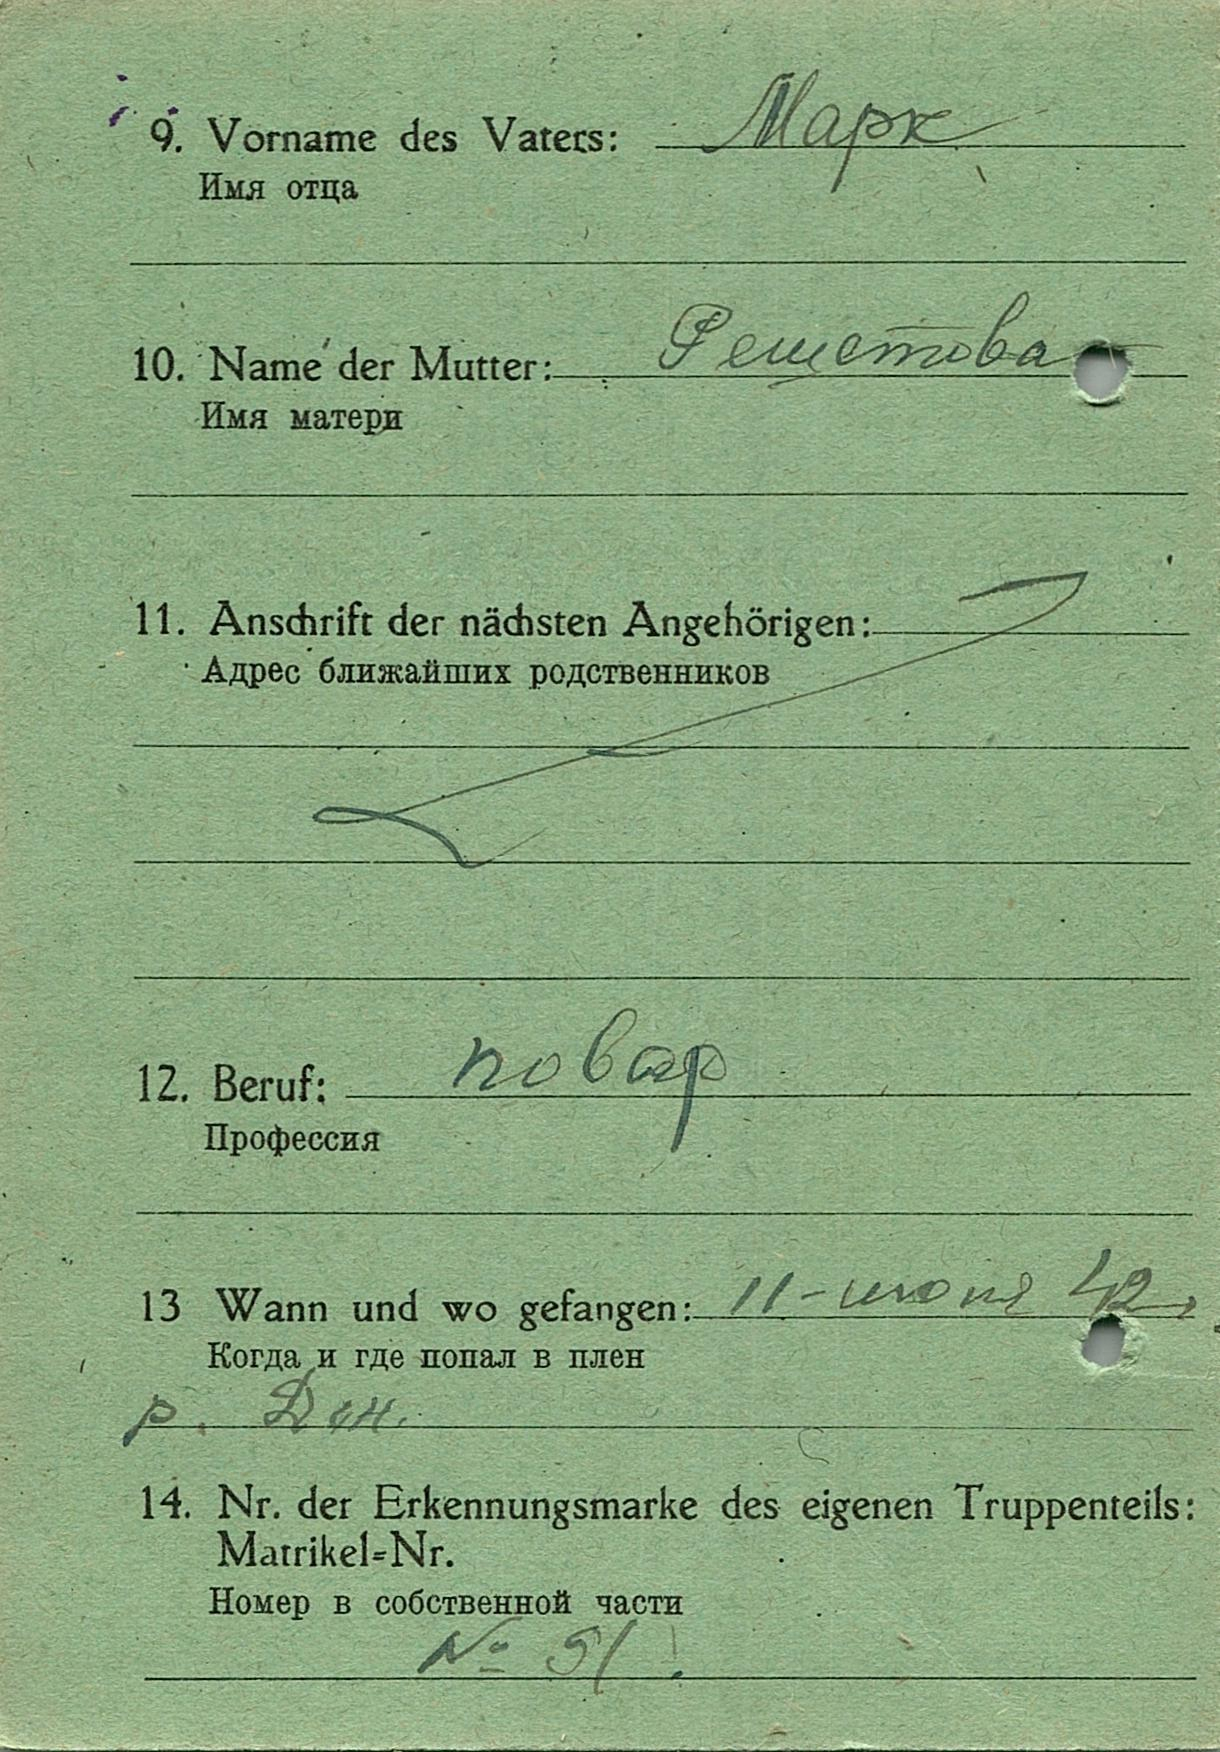 9. Vorname des Vaters: Марк
Имя отца
10. Name der Mutter: Решетова
Имя матери
11. Anschrift der nächsten Angehörigen:
Адрес ближайших родственников
12. Beruf: повар
Профессия
13 Wann und wo gefangen: 11-июня 42
Когда и где попал в плен
р. Дон.
14. Nr. der Erkennungsmarke des eigenen Truppenteils:
Matrikel=Nr.
Номер в собственной части
№ 51